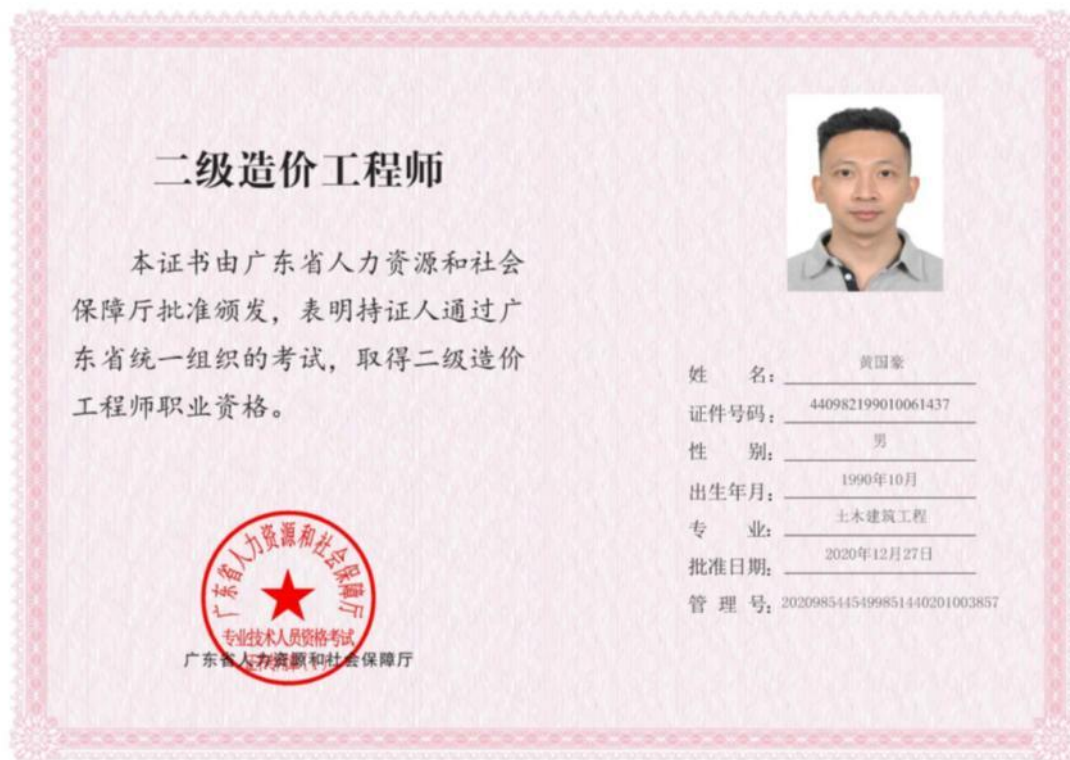 二级造价工程师
本证书由广东省人力资源和社会
保障厅批准颁发，表明持证人通过广
东省统一组织的考试，取得二级造价
工程师职业资格。
广东省人力资源和社会保障厅
专业技术人员资格考试
广东省人力资源和社会保障厅
姓 名：黄国豪
证件号码：440982199010061437
性 别：男
出生年月：1990年10月
专 业：土木建筑工程
批准日期：2020年12月27日
管 理 号：20209854454998514402010​03857